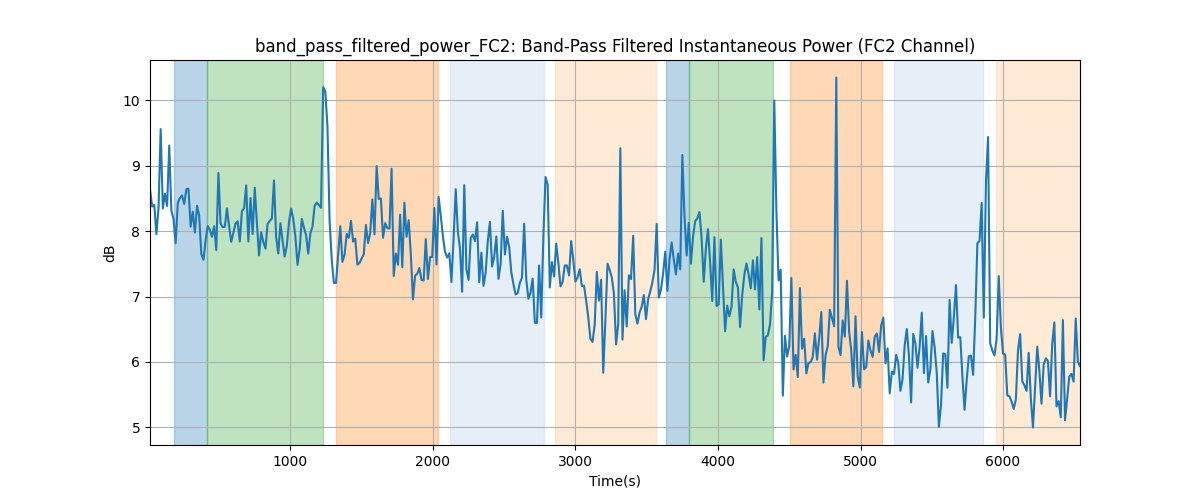 band_pass_filtered_power_FC2: Band-Pass Filtered Instantaneous Power (FC2 Channel)
10
9
8
7
6
5
dB
1000 2000 3000 4000 5000 6000
Time(s)